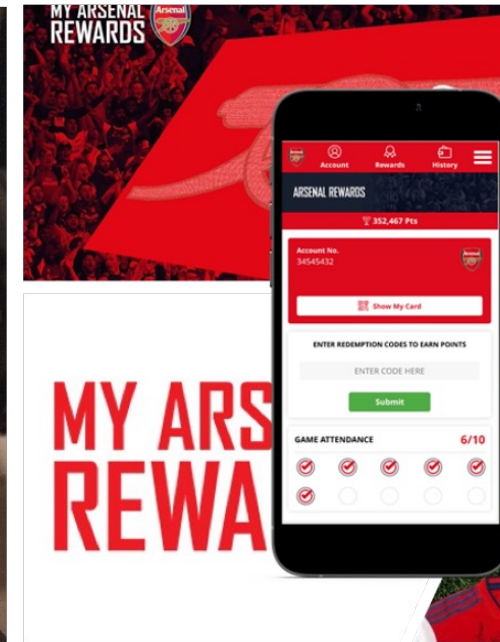 MY ARSENAL
REWARDS
Arsenal
Account
Rewards
History
ARSENAL REWARDS
352,467 Pts
Account No.
34545432
Show My Card
ENTER REDEMPTION CODES TO EARN POINTS
ENTER CODE HERE
Submit
GAME ATTENDANCE 6/10
MY ARS
REWA